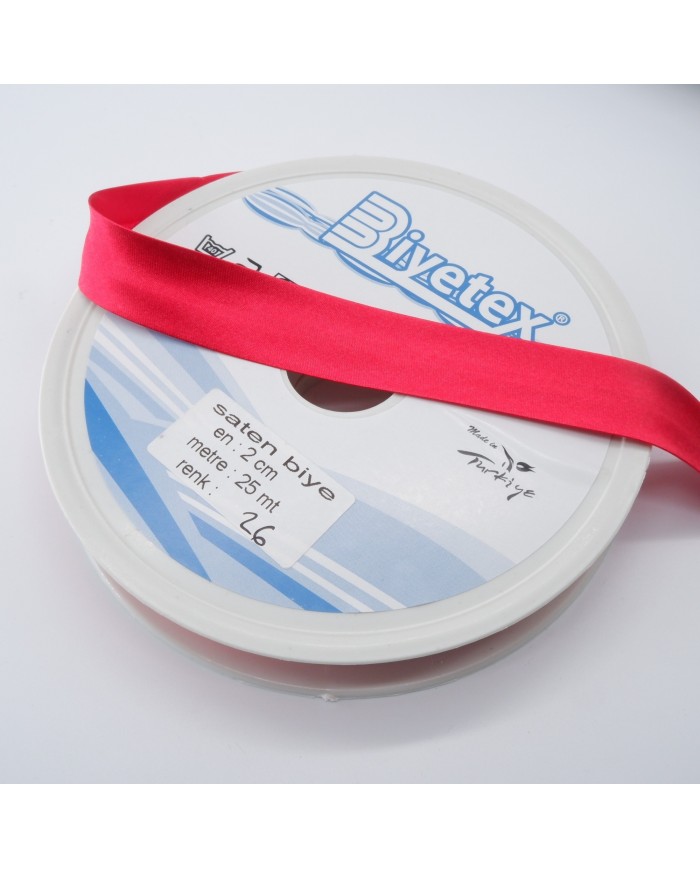 Biyetex®
saten biye
en : 2 cm
metre : 25 mt
renk : 26
Made in
Türkiye